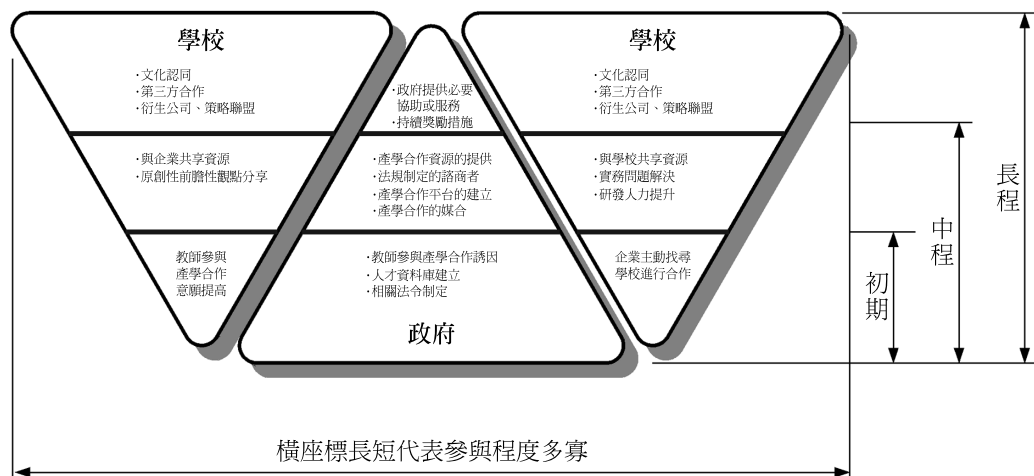 學校
·文化認同
·第三方合作
·衍生公司、策略聯盟
·與企業共享資源
·原創性前膽性觀點分享
教師參與
產學合作
意願提高
·政府提供必要
協助或服務
·持續獎勵措施
·產學合作資源的提供
·法規制定的諮商者
·產學合作平台的建立
·產學合作的媒合
·教師參與產學合作誘因
·人才資料庫建立
·相關法令制定
政府
學校
·文化認同
·第三方合作
·衍生公司、策略聯盟
·與學校共享資源
·實務問題解決
·研發人力提升
企業主動找尋
學校進行合作
初期
中程
長程
橫座標長短代表參與程度多寡